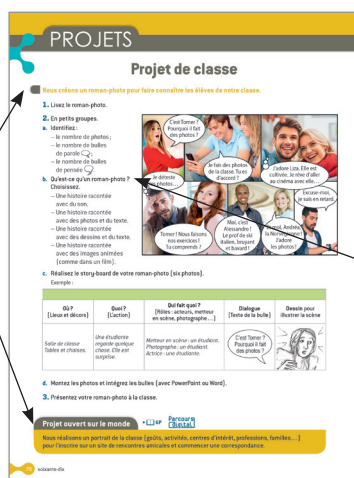 PROJETS
Projet de classe
Nous créons un roman-photo pour faire connaître les élèves de notre classe.
1. Lisez le roman-photo.
2. En petits groupes.
a. Identifiez :
– le nombre de photos ;
– le nombre de bulles
de parole ;
– le nombre de bulles
de pensée.
b. Qu'est-ce qu'un roman-photo ?
Choisissez.
– Une histoire racontée
avec du son.
– Une histoire racontée
avec des photos et du texte.
– Une histoire racontée
avec des dessins et du texte.
– Une histoire racontée
avec des images animées
(comme dans un film).
C'est Tomer !
Pourquoi il fait
des photos ?
Je déteste
les photos…
Je fais des photos
de la classe. Tu es
d'accord ?
J'adore Liza. Elle est
cultivée. Je rêve d'aller
au cinéma avec elle…
Excuse-moi,
je suis en retard.
Tomer ! Nous faisons
nos exercices !
Tu comprends ?
Moi, c'est
Alessandro !
Le prof de ski
italien, bruyant
et bavard !
moi, Andréa,
la
J'adore
les photos !
c. Réalisez le story-board de votre roman-photo (six photos).
Exemple :
Où ?
(Lieux et décors)
Quoi ?
(L'action)
Qui fait quoi ?
(Rôles : acteurs, metteur
en scène, photographe…)
Dialogue
(Texte de la bulle)
Dessin pour
illustrer la scène
Salle de classe
Tables et chaises.
Une étudiante
regarde quelque
chose. Elle est
surprise.
Metteur en scène : un étudiant.
Photographe : un étudiant.
Actrice : une étudiante.
C'est Tomer ?
Pourquoi il fait
des photos ?
d. Montez les photos et intégrez les bulles (avec PowerPoint ou Word).
3. Présentez votre roman-photo à la classe.
Projet ouvert sur le monde
GP
Parcours
digital
Nous réalisons un portrait de la classe (goûts, activités, centres d'intérêt, professions, familles…)
pour l'inscrire sur un site de rencontres amicales et commencer une correspondance.
soixante-dix